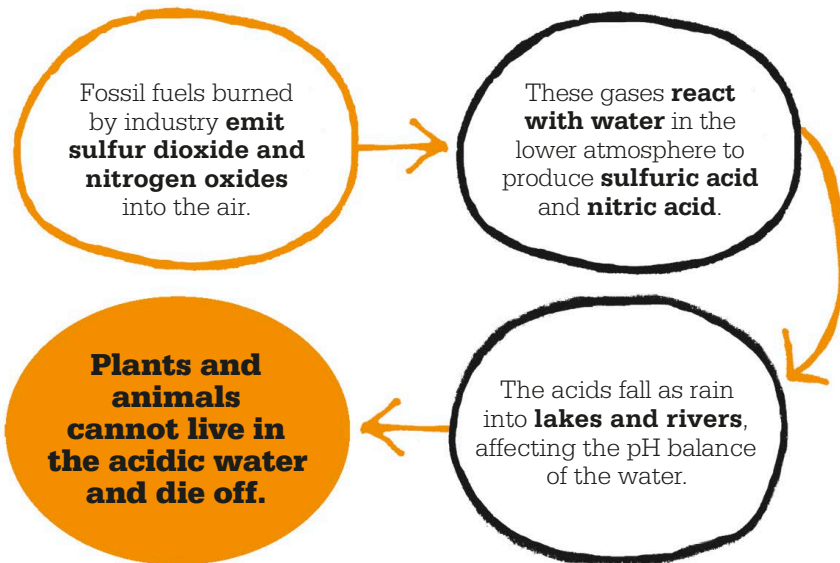 Fossil fuels burned
by industry emit
sulfur dioxide and
nitrogen oxides
into the air.
These gases react
with water in the
lower atmosphere to
produce sulfuric acid
and nitric acid.
The acids fall as rain
into lakes and rivers,
affecting the pH balance
of the water.
Plants and
animals
cannot live in
the acidic water
and die off.